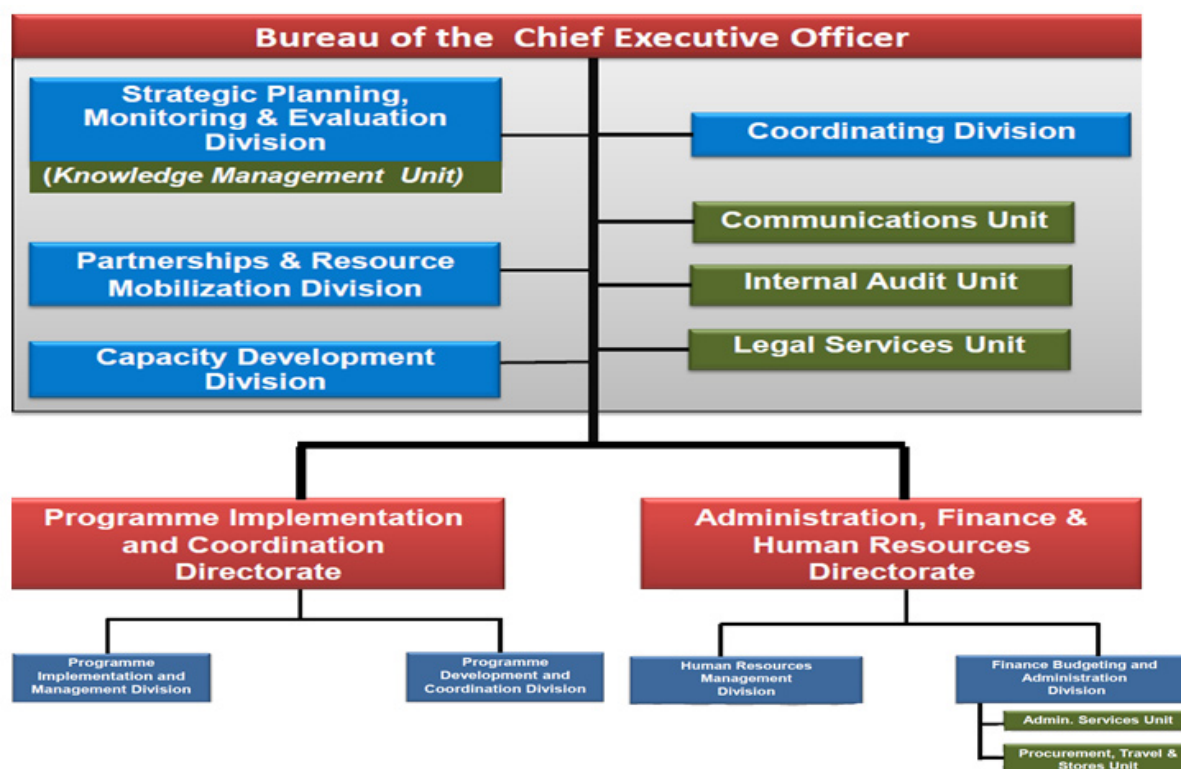 Bureau of the Chief Executive Officer
Strategic Planning,
Monitoring & Evaluation
Division
(Knowledge Management Unit)
Partnerships & Resource
Mobilization Division
Capacity Development
Division
Coordinating Division
Communications Unit
Internal Audit Unit
Legal Services Unit
Programme Implementation
and Coordination
Directorate
Administration, Finance &
Human Resources
Directorate
Programme
Implementation and
Management Division
Programme
Development and
Coordination Division
Human Resources
Management
Division
Finance Budgeting and
Administration
Division
Admin. Services Unit
Procurement, Travel &
Stores Unit